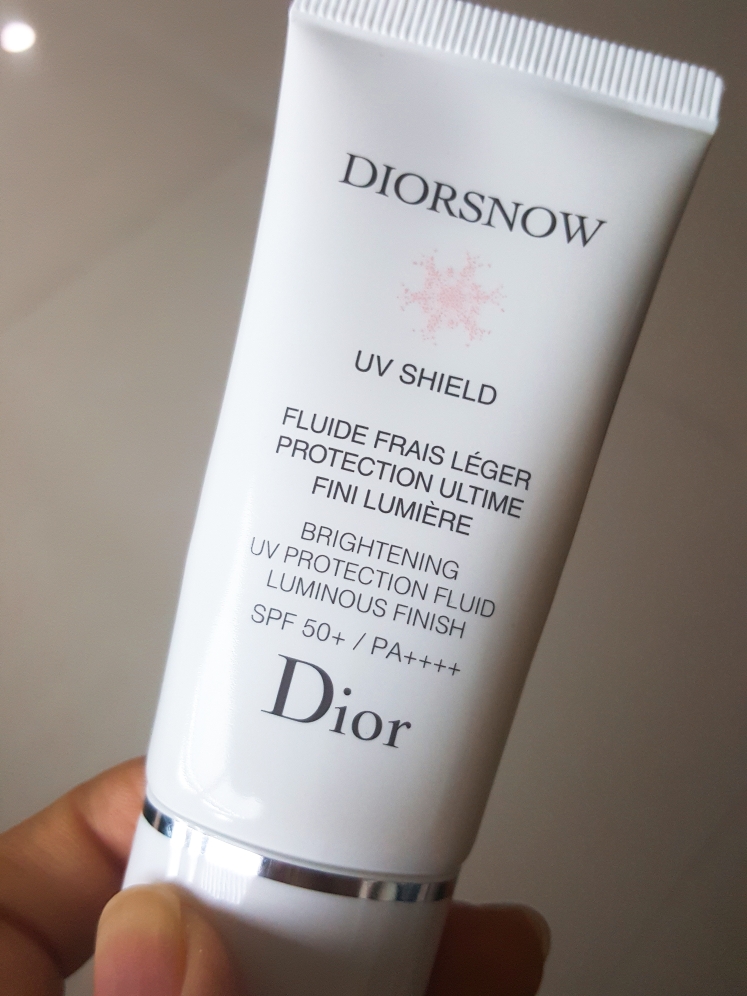 DIORSNOW
UV SHIELD
FLUIDE FRAIS LÉGER
PROTECTION ULTIME
FINI LUMIÈRE
BRIGHTENING
UV PROTECTION FLUID
LUMINOUS FINISH
SPF 50+ / PA++++
Dior